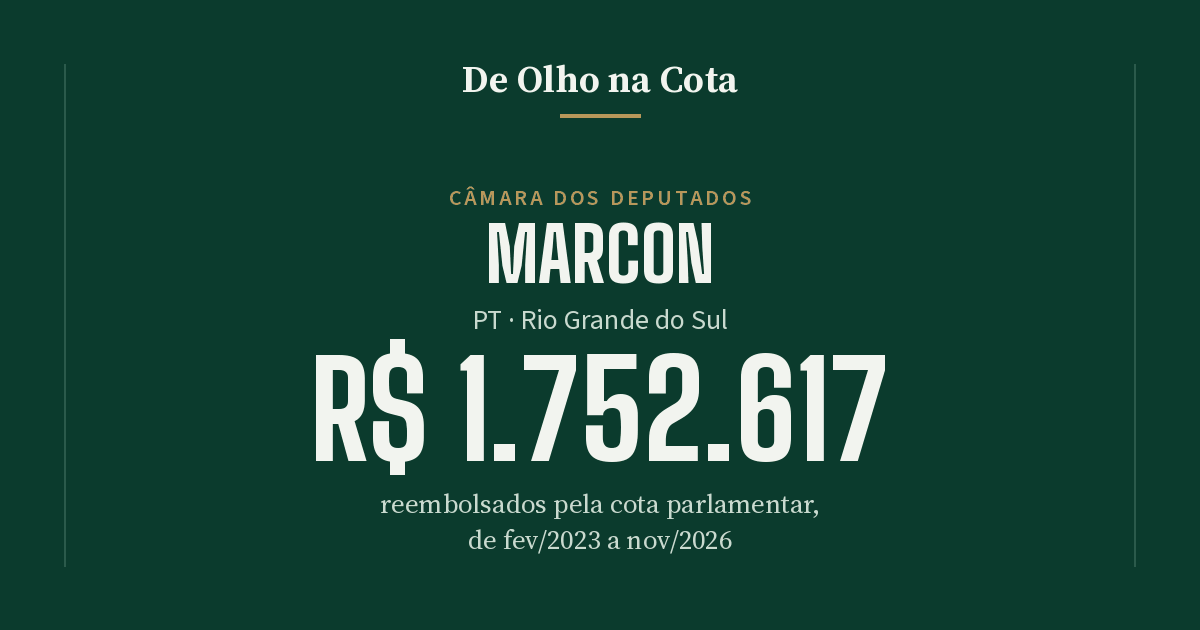 De Olho na Cota
CÂMARA DOS DEPUTADOS
MARCON
PT · Rio Grande do Sul
R$ 1.752.617
reembolsados pela cota parlamentar,
de fev/2023 a nov/2026